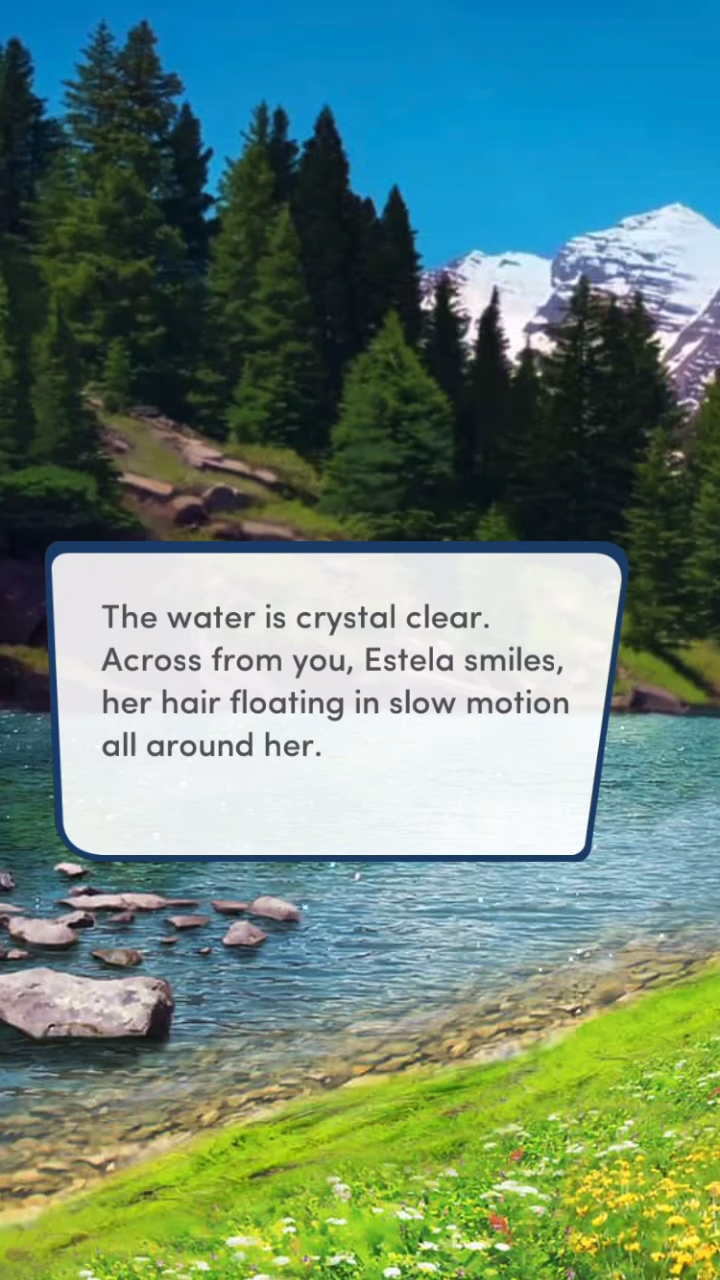 The water is crystal clear.
Across from you, Estela smiles,
her hair floating in slow motion
all around her.